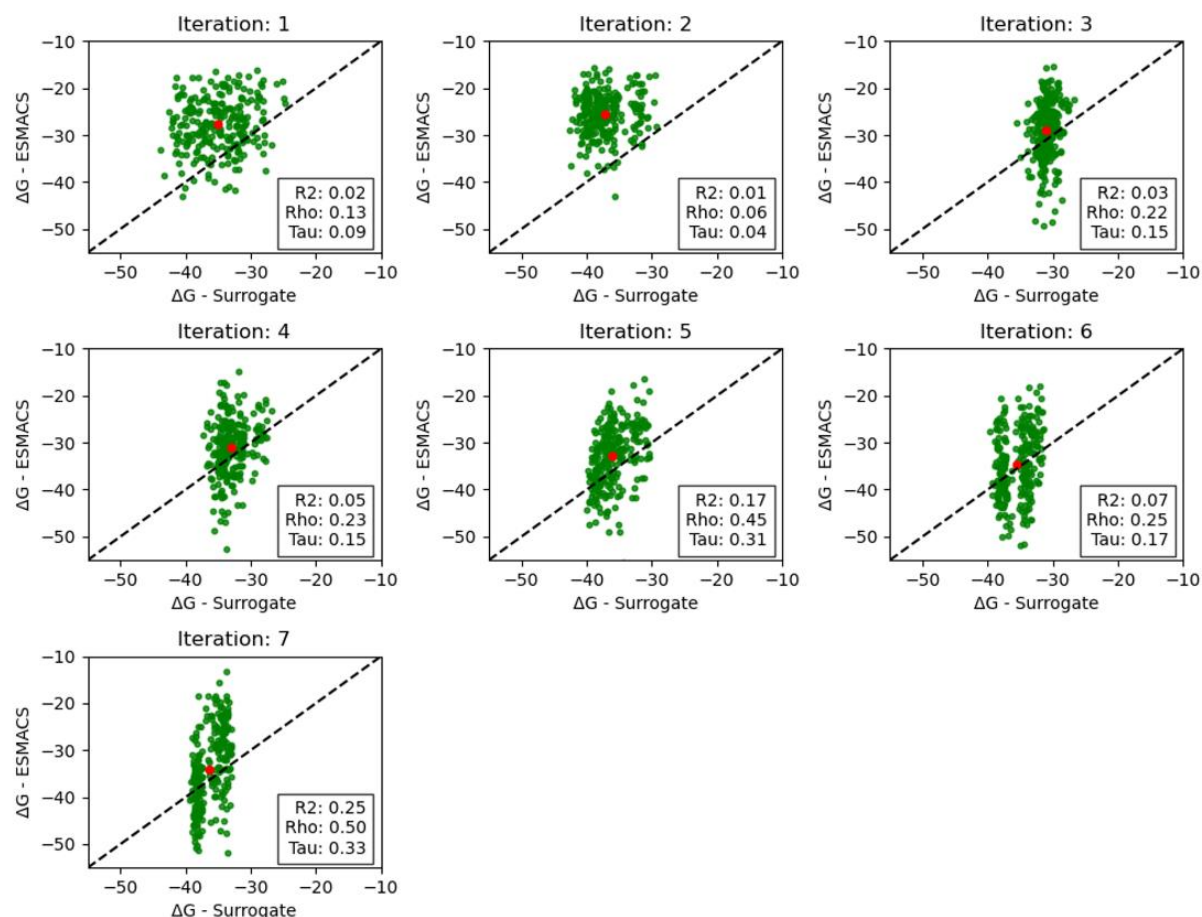 Iteration: 1
−10
−20
−30
−40
−50
ΔG - ESMACS
R2: 0.02
Rho: 0.13
Tau: 0.09
−50 −40 −30 −20 −10
ΔG - Surrogate
Iteration: 2
−10
−20
−30
−40
−50
ΔG - ESMACS
R2: 0.01
Rho: 0.06
Tau: 0.04
−50 −40 −30 −20 −10
ΔG - Surrogate
Iteration: 3
−10
−20
−30
−40
−50
ΔG - ESMACS
R2: 0.03
Rho: 0.22
Tau: 0.15
−50 −40 −30 −20 −10
ΔG - Surrogate
Iteration: 4
−10
−20
−30
−40
−50
ΔG - ESMACS
R2: 0.05
Rho: 0.23
Tau: 0.15
−50 −40 −30 −20 −10
ΔG - Surrogate
Iteration: 5
−10
−20
−30
−40
−50
ΔG - ESMACS
R2: 0.17
Rho: 0.45
Tau: 0.31
−50 −40 −30 −20 −10
ΔG - Surrogate
Iteration: 6
−10
−20
−30
−40
−50
ΔG - ESMACS
R2: 0.07
Rho: 0.25
Tau: 0.17
−50 −40 −30 −20 −10
ΔG - Surrogate
Iteration: 7
−10
−20
−30
−40
−50
ΔG - ESMACS
R2: 0.25
Rho: 0.50
Tau: 0.33
−50 −40 −30 −20 −10
ΔG - Surrogate